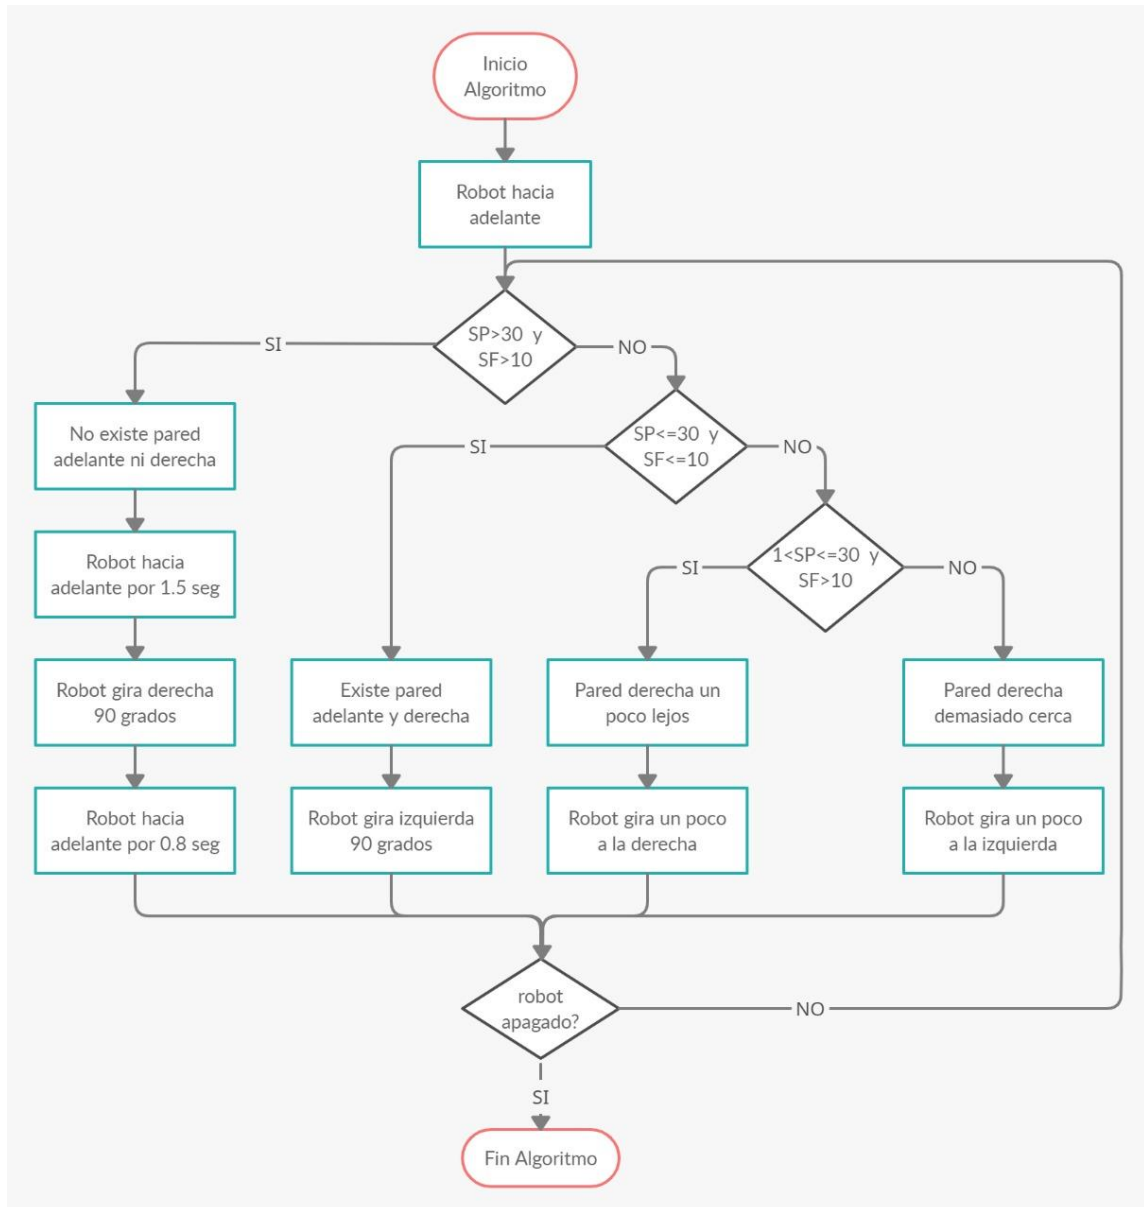 Inicio
Algoritmo
Robot hacia
adelante
SP>30 y
SF>10
SI
NO
SP<=30 y
SF<=10
SI
NO
1<SP<=30 y
SF>10
SI
NO
No existe pared
adelante ni derecha
Robot hacia
adelante por 1.5 seg
Robot gira derecha
90 grados
Robot hacia
adelante por 0.8 seg
Existe pared
adelante y derecha
Robot gira izquierda
90 grados
Pared derecha un
poco lejos
Robot gira un poco
a la derecha
Pared derecha
demasiado cerca
Robot gira un poco
a la izquierda
robot
apagado?
NO
SI
Fin Algoritmo